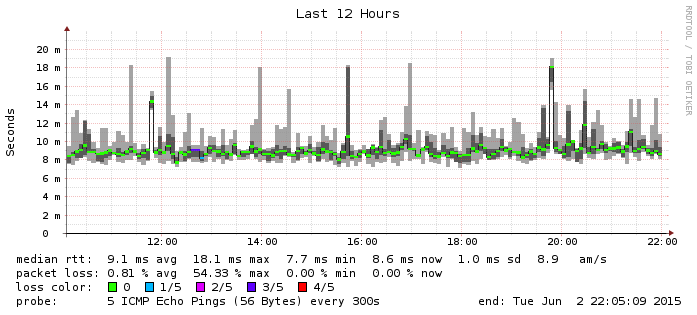 Last 12 Hours
RRDTOOL / TOBI OETIKER
Seconds
20 m
18 m
16 m
14 m
12 m
10 m
8 m
6 m
4 m
2 m
0
12:00 14:00 16:00 18:00 20:00 22:00
median rtt: 9.1 ms avg 18.1 ms max 7.7 ms min 8.6 ms now 1.0 ms sd 8.9 am/s
packet loss: 0.81 % avg 54.33 % max 0.00 % min 0.00 % now
loss color: 0 1/5 2/5 3/5 4/5
probe: 5 ICMP Echo Pings (56 Bytes) every 300s end: Tue Jun 2 22:05:09 2015